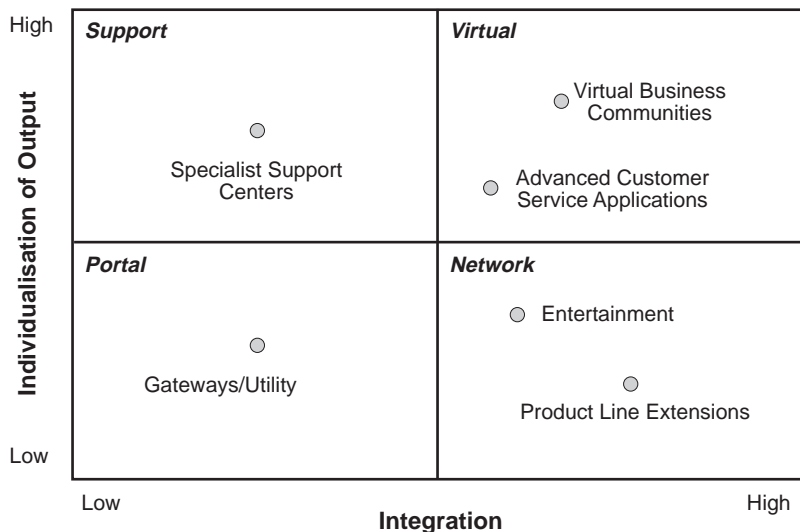 High
Support
Virtual
Virtual Business
Communities
Specialist Support
Centers
Advanced Customer
Service Applications
Individualisation of Output
Portal
Network
Entertainment
Gateways/Utility
Product Line Extensions
Low
Low
High
Integration